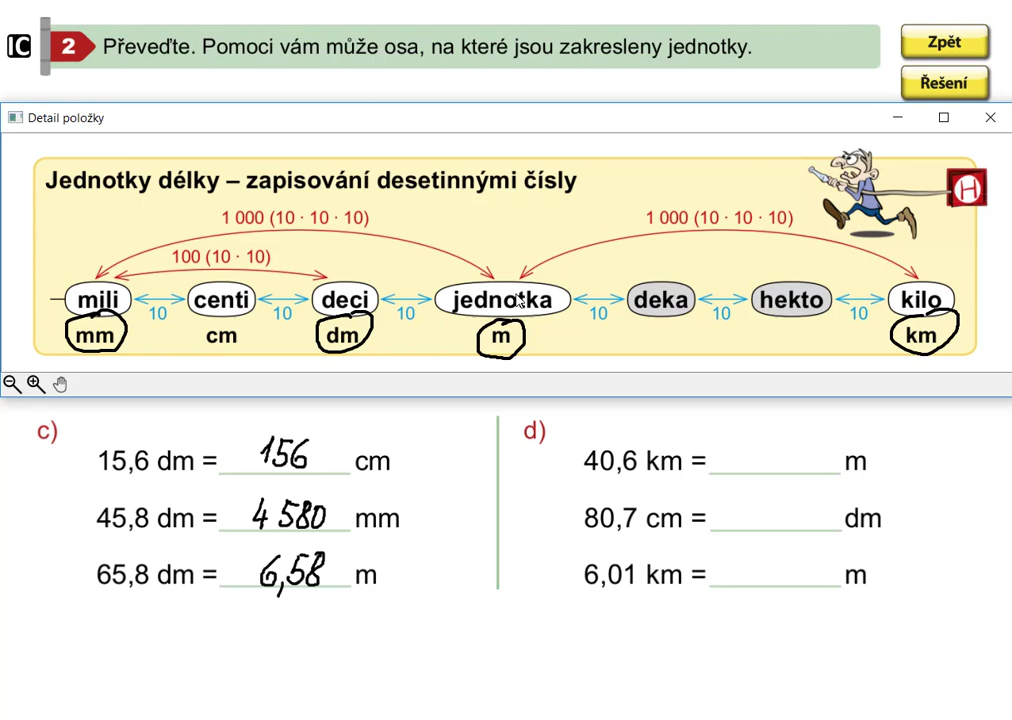 IC
2 Převeďte. Pomoci vám může osa, na které jsou zakresleny jednotky.
Zpět
Řešení
Detail položky
Jednotky délky – zapisování desetinnými čísly
H
1 000 (10 · 10 · 10)
1 000 (10 · 10 · 10)
100 (10 · 10)
mili centi deci jednotka deka hekto kilo
10 10 10 10 10 10
mm cm dm m km
c)
15,6 dm = 156 cm
45,8 dm = 4 580 mm
65,8 dm = 6,58 m
d)
40,6 km = ________ m
80,7 cm = ________ dm
6,01 km = ________ m